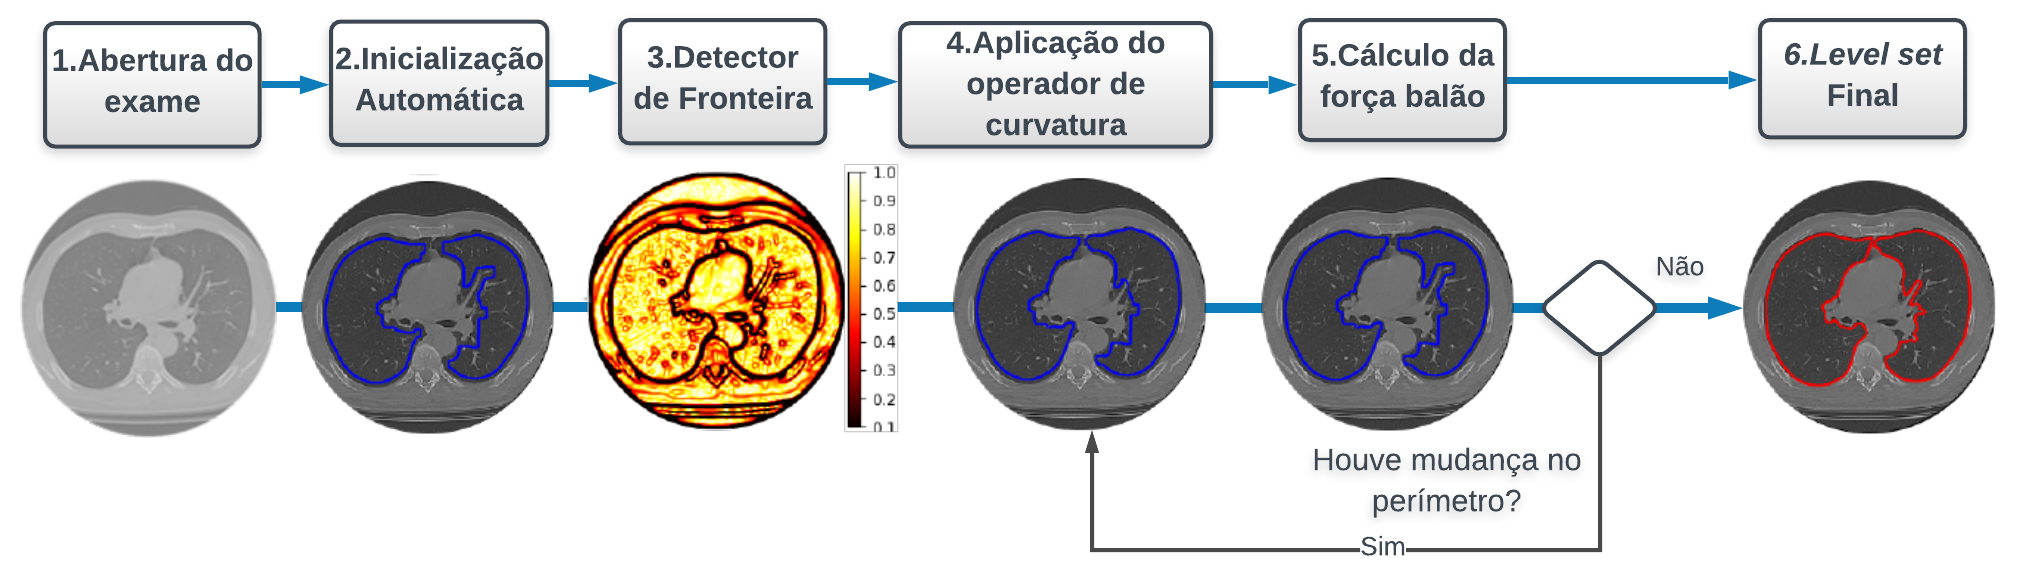 1.Abertura do
exame
2.Inicialização
Automática
3.Detector
de Fronteira
4.Aplicação do
operador de
curvatura
5.Cálculo da
força balão
6.Level set
Final
1.0
0.9
0.8
0.7
0.6
0.5
0.4
0.3
0.2
0.1
Não
Houve mudança no
perímetro?
Sim